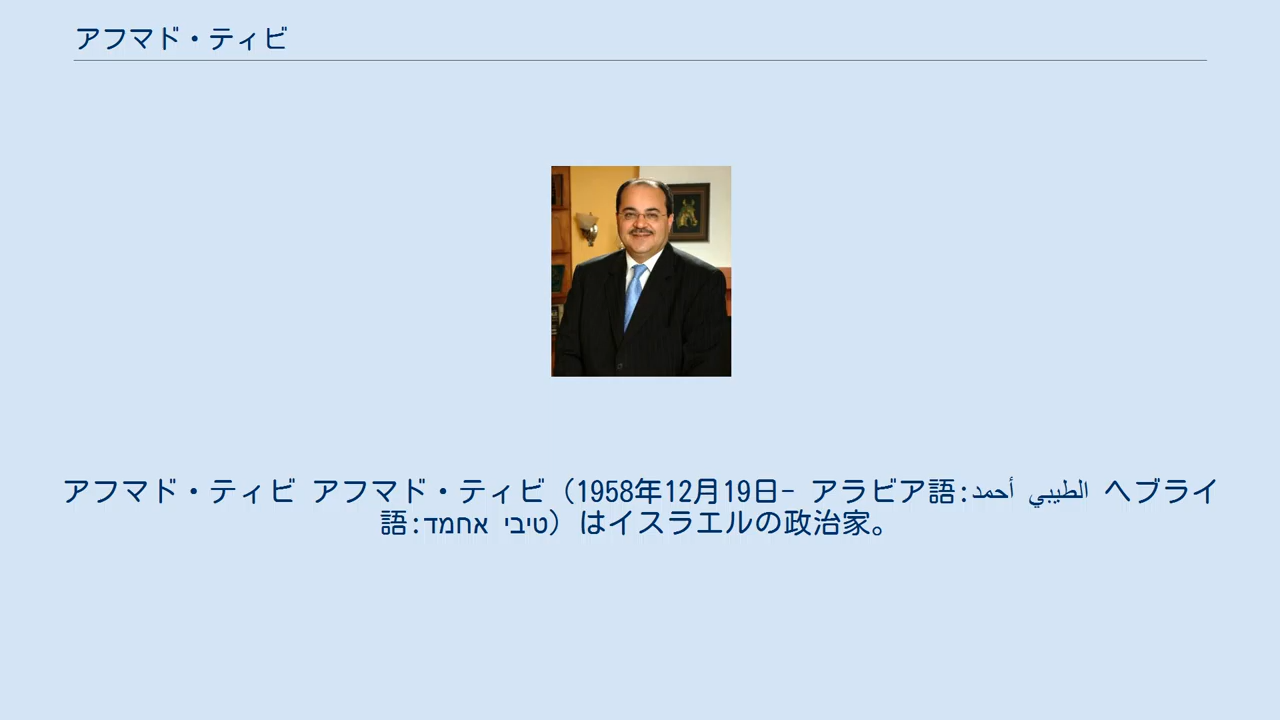 アフマド・ティビ
アフマド・ティビ アフマド・ティビ（1958年12月19日- アラビア語:أحمد الطيبي ヘブライ
語:אחמד טיבי）はイスラエルの政治家。